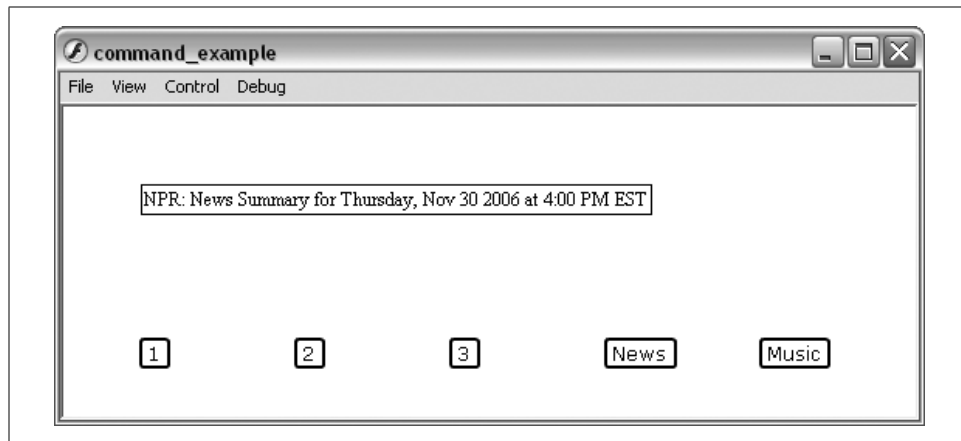 command_example
File View Control Debug
NPR: News Summary for Thursday, Nov 30 2006 at 4:00 PM EST
1 2 3 News Music